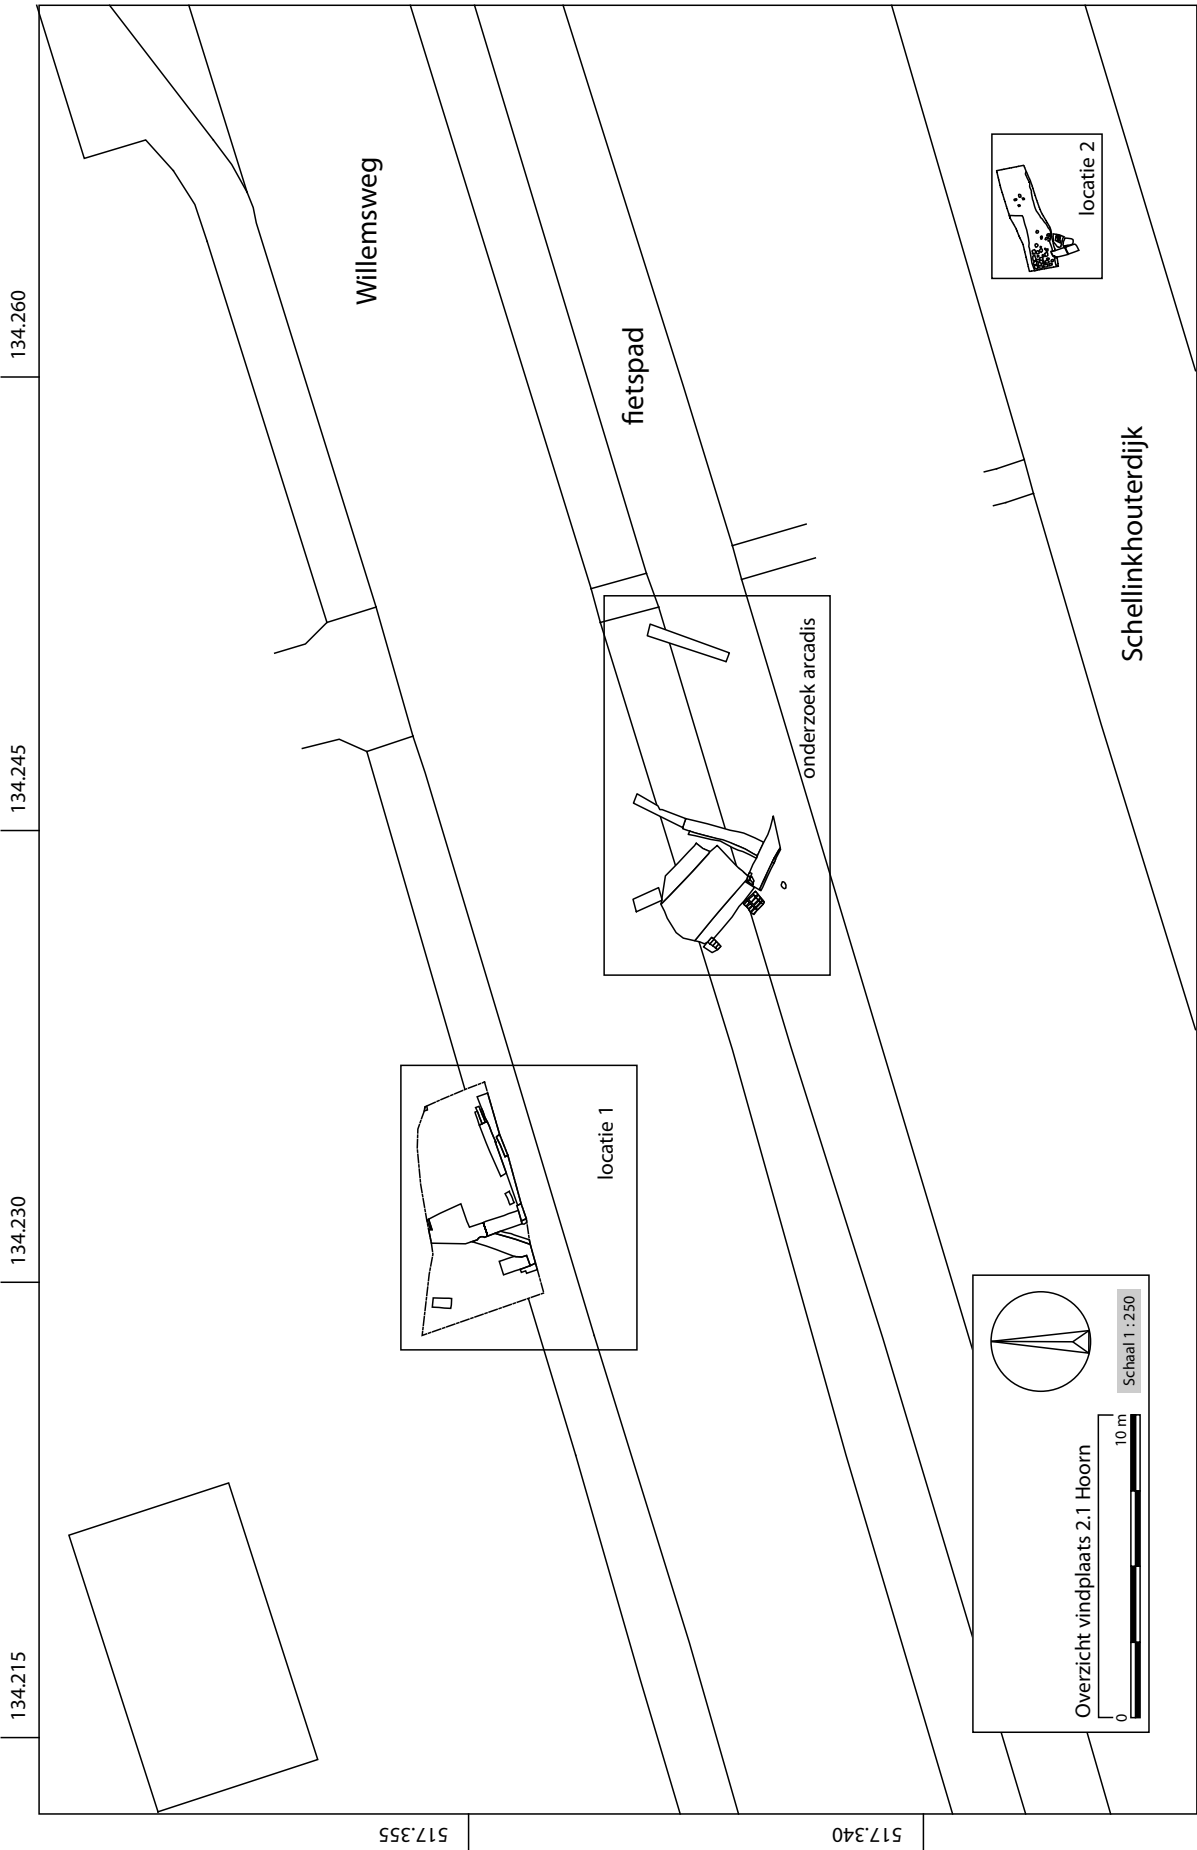 134.215
134.230
134.245
134.260
517.355
517.340
Willemsweg
fietspad
Schellinkhouterdijk
locatie 1
onderzoek arcadis
locatie 2
Overzicht vindplaats 2.1 Hoorn
0
10 m
Schaal 1 : 250